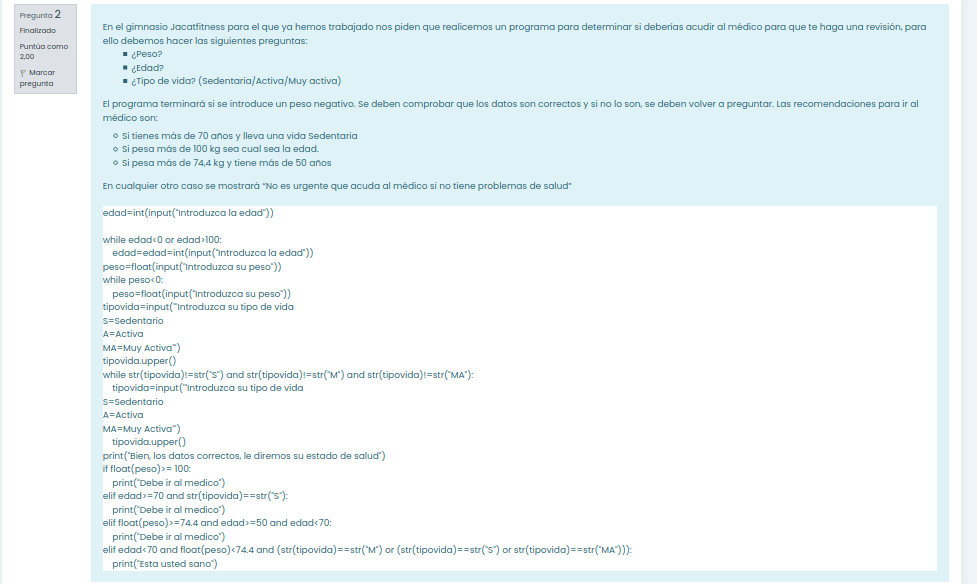 Pregunta 2
Finalizado
Puntúa como
2,00
Marcar
pregunta
En el gimnasio Jacatfitness para el que ya hemos trabajado nos piden que realicemos un programa para determinar si deberías acudir al médico para que te haga una revisión, para
ello debemos hacer las siguientes preguntas:
¿Peso?
¿Edad?
¿Tipo de vida? (Sedentaria/Activa/Muy activa)
El programa terminará si se introduce un peso negativo. Se deben comprobar que los datos son correctos y si no lo son, se deben volver a preguntar. Las recomendaciones para ir al
médico son:
Si tienes más de 70 años y lleva una vida Sedentaria
Si pesa más de 100 kg sea cual sea la edad.
Si pesa más de 74,4 kg y tiene más de 50 años
En cualquier otro caso se mostrará "No es urgente que acuda al médico si no tiene problemas de salud"
edad=int(input("Introduzca la edad"))
while edad<0 or edad>100:
edad=edad=int(input("Introduzca la edad"))
peso=float(input("Introduzca su peso"))
while peso<0:
peso=float(input("Introduzca su peso"))
tipovida=input('''Introduzca su tipo de vida
S=Sedentario
A=Activa
MA=Muy Activa''')
tipovida.upper()
while str(tipovida)!=str("S") and str(tipovida)!=str("M") and str(tipovida)!=str("MA"):
tipovida=input('''Introduzca su tipo de vida
S=Sedentario
A=Activa
MA=Muy Activa''')
tipovida.upper()
print("Bien, los datos correctos, le diremos su estado de salud")
if float(peso)>= 100:
print("Debe ir al medico")
elif edad>=70 and str(tipovida)==str("S"):
print("Debe ir al medico")
elif float(peso)>=74.4 and edad>=50 and edad<70:
print("Debe ir al medico")
elif edad<70 and float(peso)<74.4 and (str(tipovida)==str("M") or (str(tipovida)==str("S") or str(tipovida)==str("MA"))):
print("Esta usted sano")